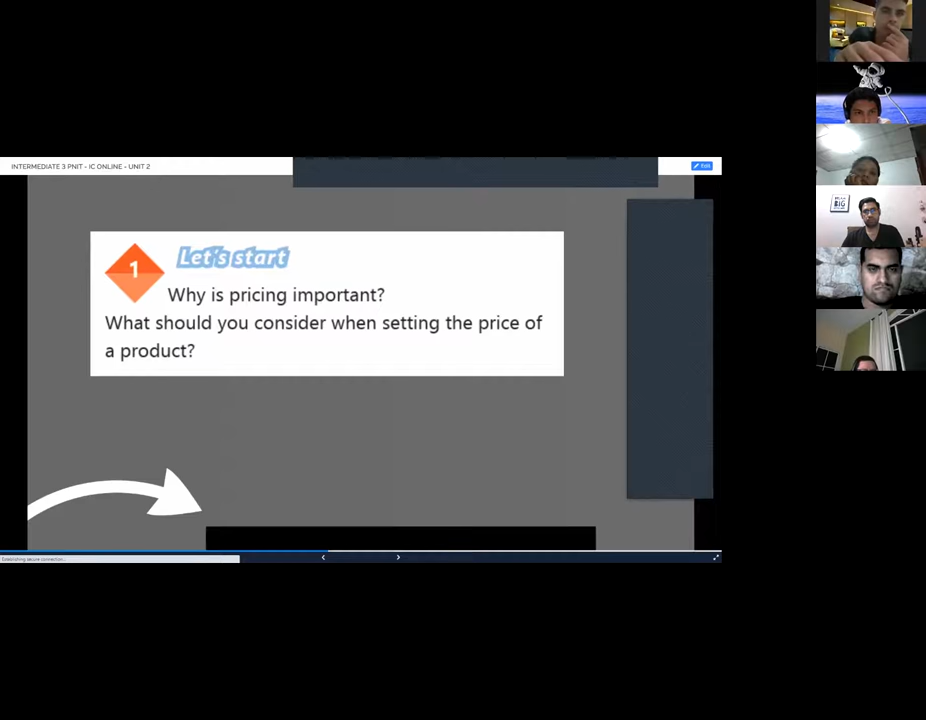 INTERMEDIATE 3 PNIT - IC ONLINE - UNIT 2
Edit
1
Let's start
Why is pricing important?
What should you consider when setting the price of
a product?
Establishing secure connection...
BIG